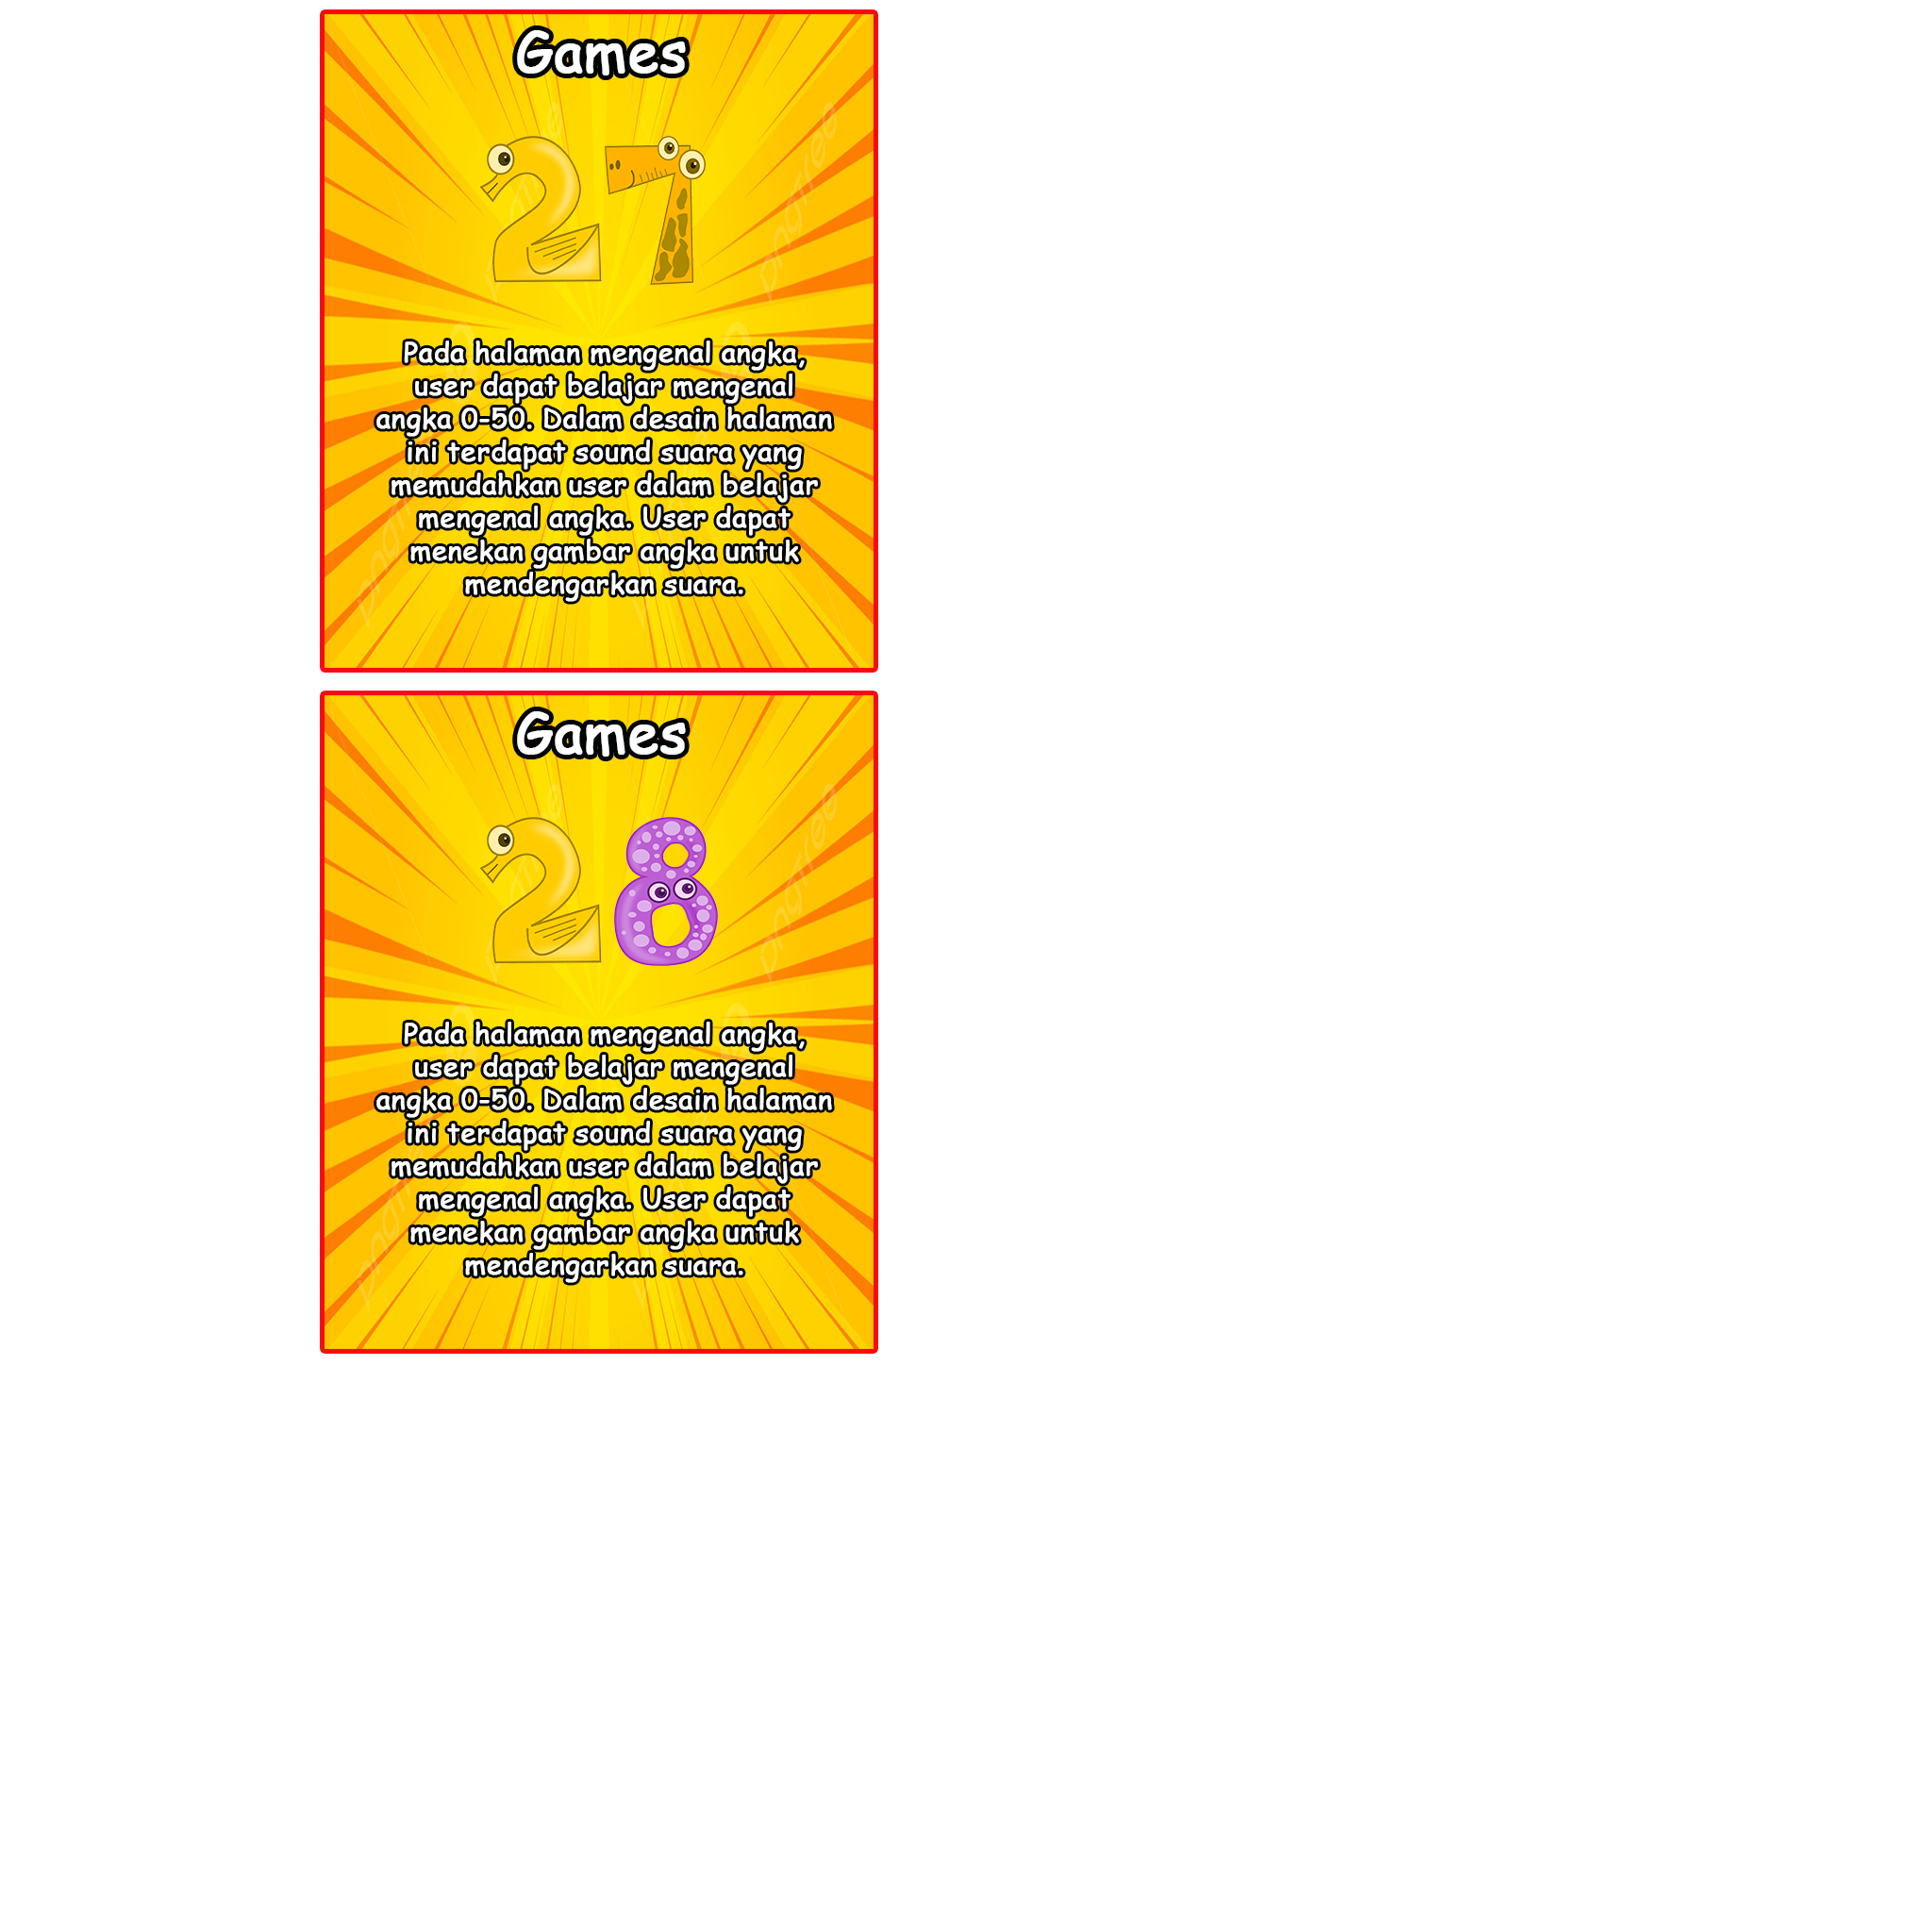 Games
27
Pada halaman mengenal angka,
user dapat belajar mengenal
angka 0-50. Dalam desain halaman
ini terdapat sound suara yang
memudahkan user dalam belajar
mengenal angka. User dapat
menekan gambar angka untuk
mendengarkan suara.
Games
28
Pada halaman mengenal angka,
user dapat belajar mengenal
angka 0-50. Dalam desain halaman
ini terdapat sound suara yang
memudahkan user dalam belajar
mengenal angka. User dapat
menekan gambar angka untuk
mendengarkan suara.